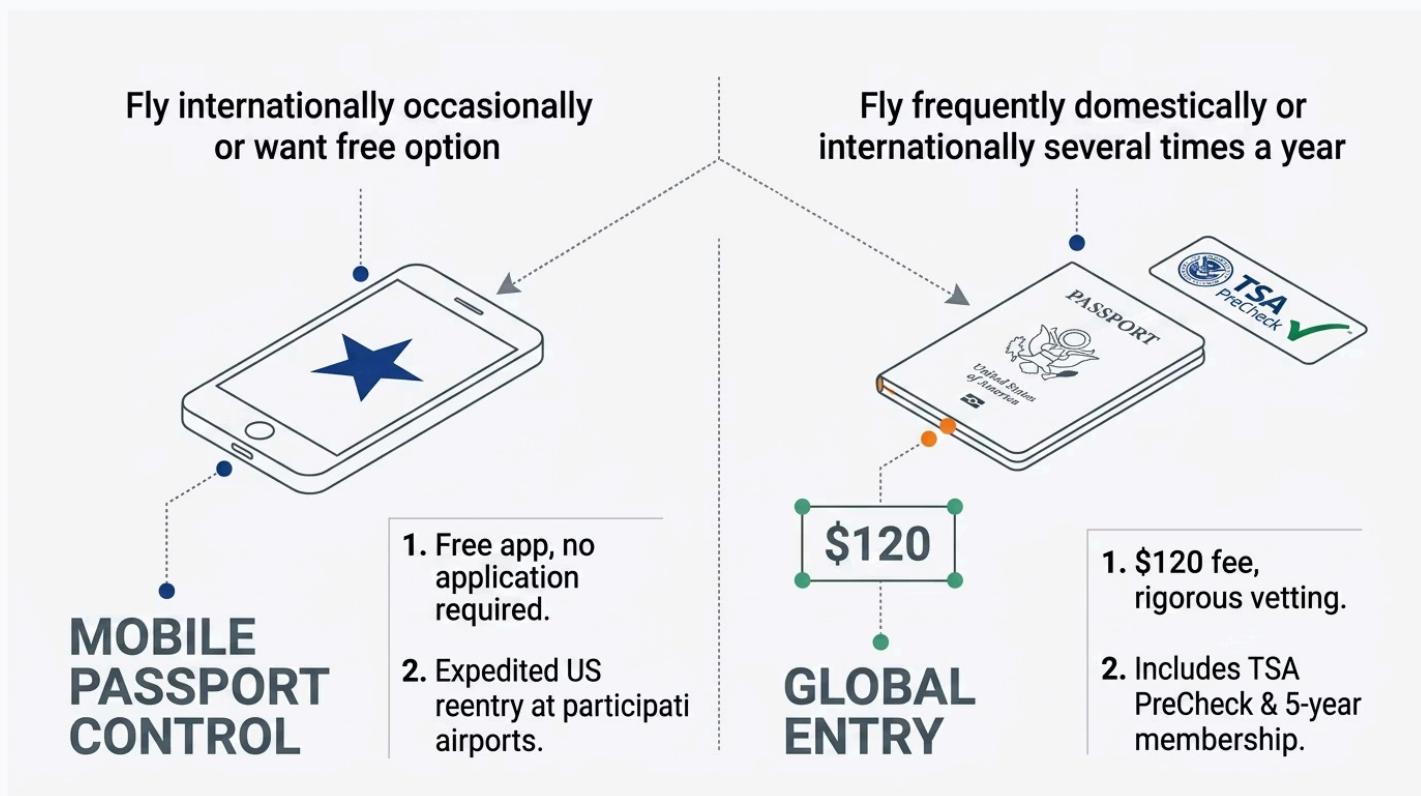 Fly internationally occasionally
or want free option
MOBILE
PASSPORT
CONTROL
1. Free app, no
application
required.
2. Expedited US
reentry at participati
airports.
Fly frequently domestically or
internationally several times a year
PASSPORT
United States
of America
TSA
PreCheck
$120
GLOBAL
ENTRY
1. $120 fee,
rigorous vetting.
2. Includes TSA
PreCheck & 5-year
membership.